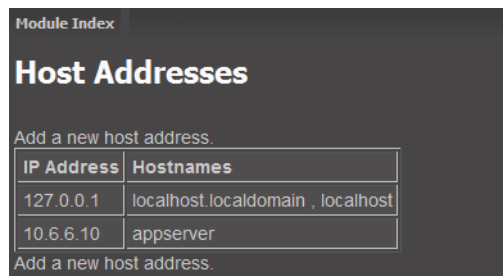 Module Index
Host Addresses
Add a new host address.
IP Address Hostnames
127.0.0.1 localhost.localdomain , localhost
10.6.6.10 appserver
Add a new host address.